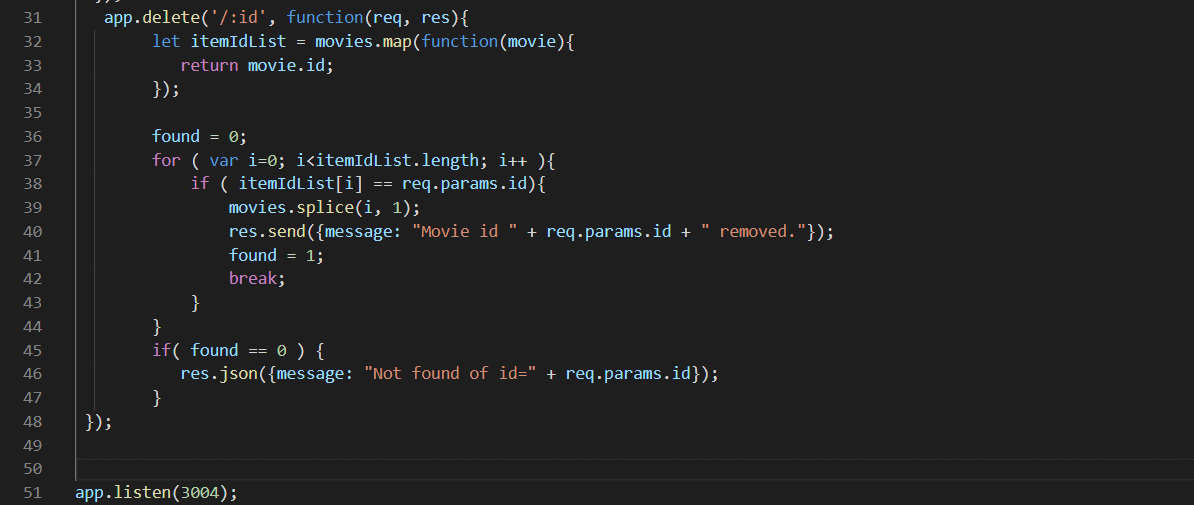 31 app.delete('/:id', function(req, res){
32 let itemIdList = movies.map(function(movie){
33 return movie.id;
34 });
35
36 found = 0;
37 for ( var i=0; i<itemIdList.length; i++ ){
38 if ( itemIdList[i] == req.params.id){
39 movies.splice(i, 1);
40 res.send({message: "Movie id " + req.params.id + " removed."});
41 found = 1;
42 break;
43 }
44 }
45 if( found == 0 ) {
46 res.json({message: "Not found of id=" + req.params.id});
47 }
48 });
49
50
51 app.listen(3004);